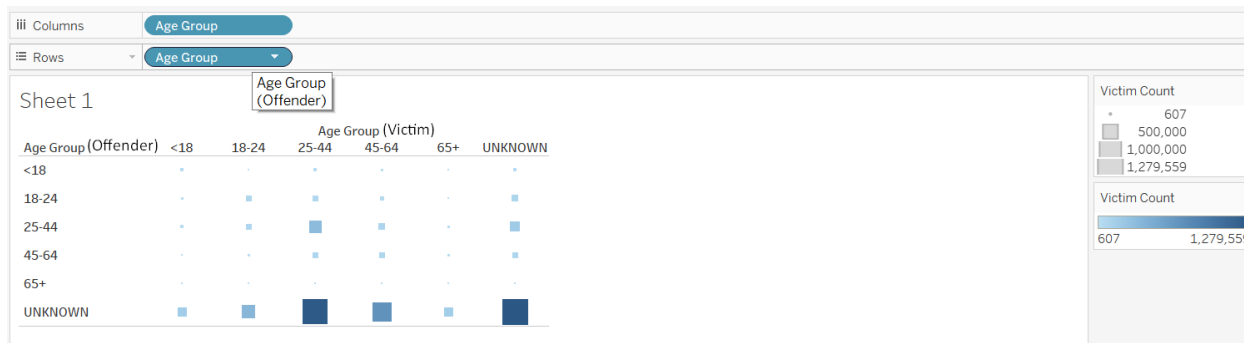 Columns
Age Group
Rows
Age Group
Age Group
(Offender)
Sheet 1
Age Group (Victim)
Age Group (Offender) <18 18-24 25-44 45-64 65+ UNKNOWN
<18
18-24
25-44
45-64
65+
UNKNOWN
Victim Count
607
500,000
1,000,000
1,279,559
Victim Count
607 1,279,559